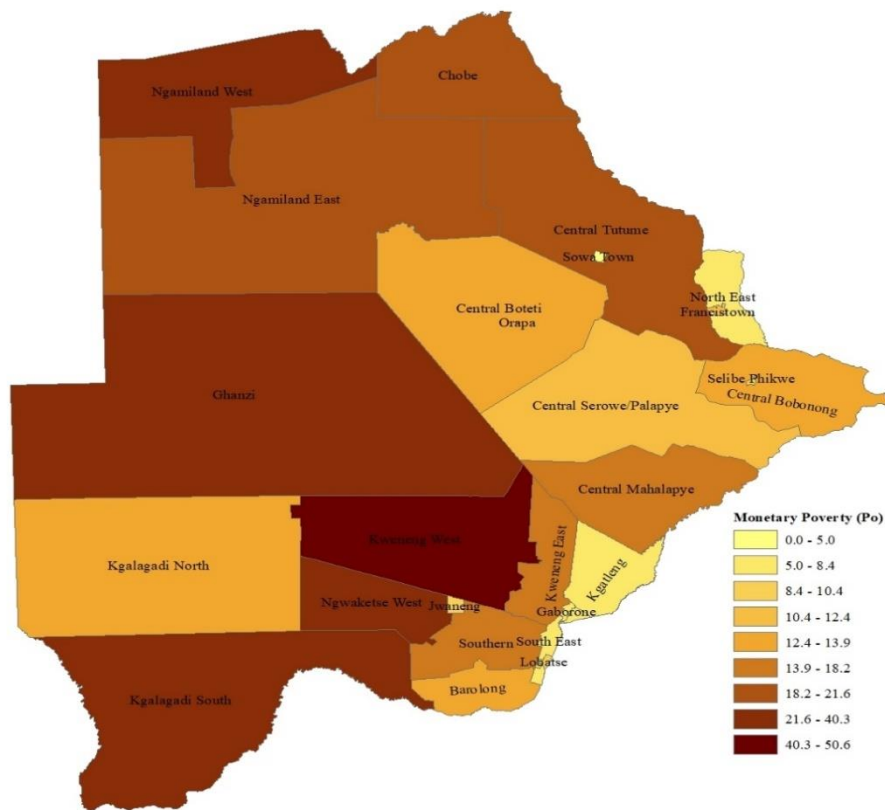 Chobe
Ngamiland West
Ngamiland East
Central Tutume
Sowa Town
North East
Francistown
Central Boteti
Orapa
Selibe Phikwe
Central Bobonong
Ghanzi
Central Serowe/Palapye
Central Mahalapye
Kweneng West
Kweneng East
Kgatleng
Kgalagadi North
Ngwaketse West
Jwaneng
Gaborone
Southern
South East
Lobatse
Barolong
Kgalagadi South
Monetary Poverty (Po)
0.0 - 5.0
5.0 - 8.4
8.4 - 10.4
10.4 - 12.4
12.4 - 13.9
13.9 - 18.2
18.2 - 21.6
21.6 - 40.3
40.3 - 50.6